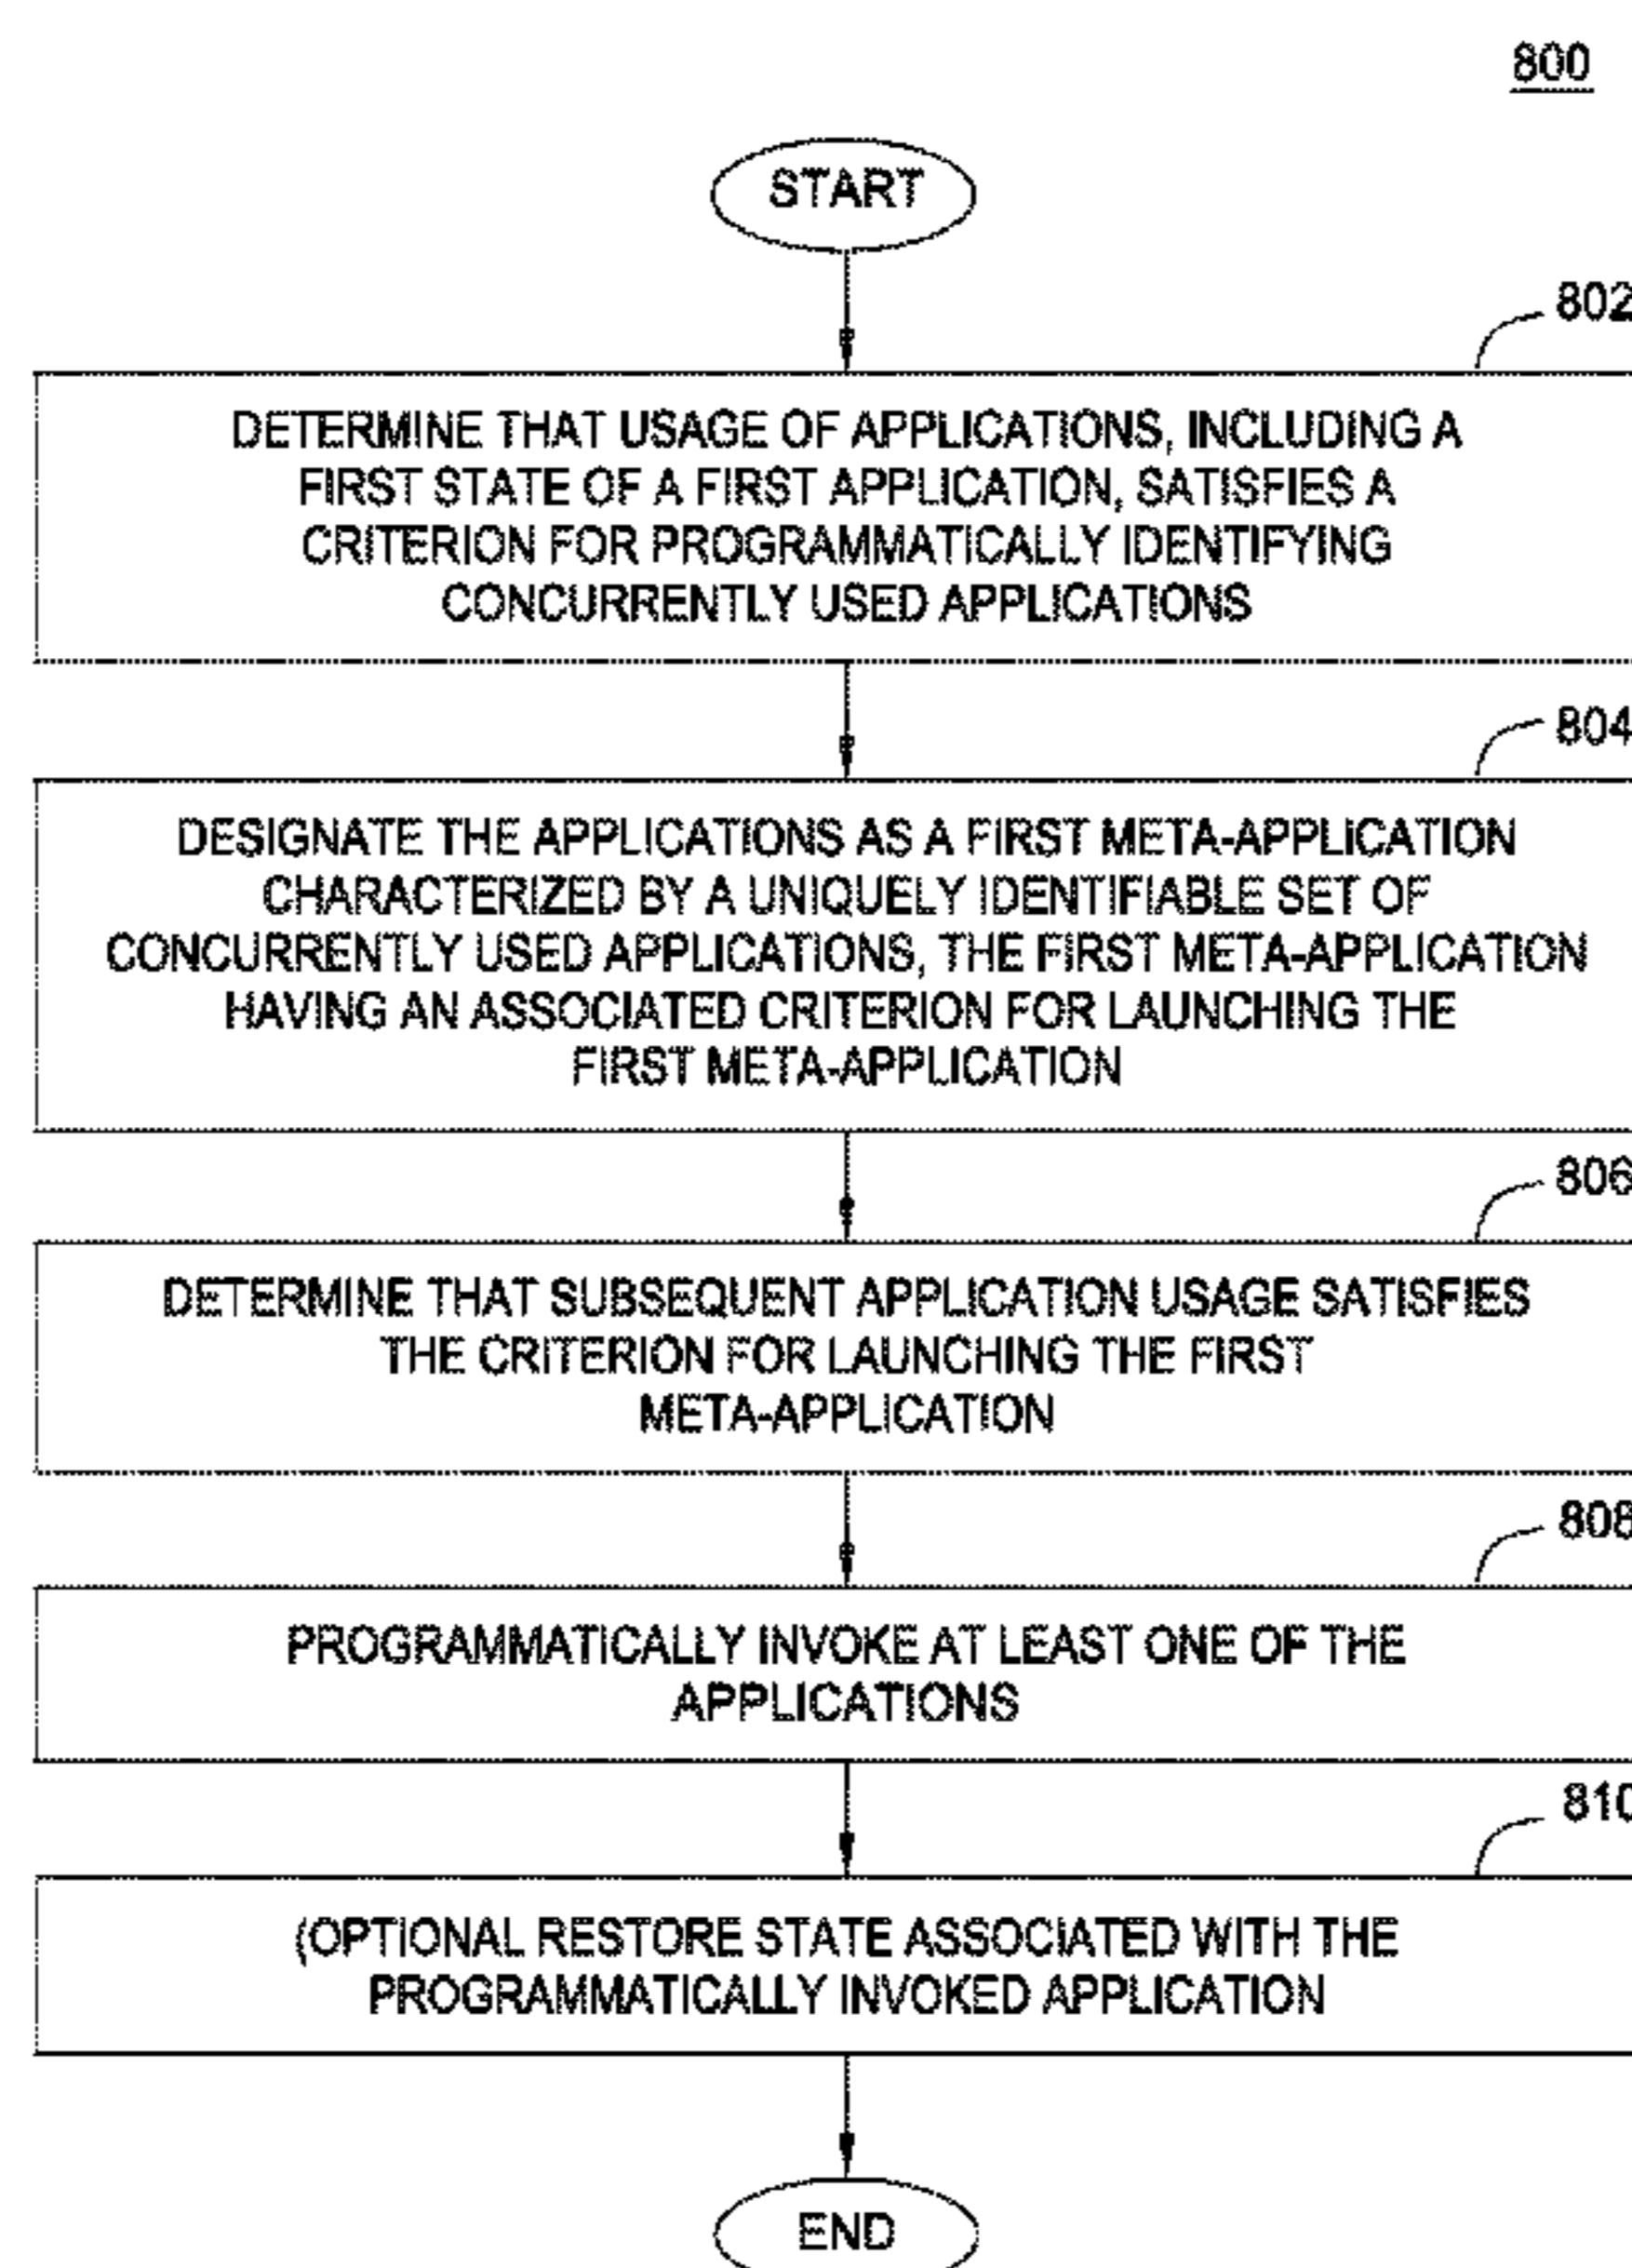 800
START
802
DETERMINE THAT USAGE OF APPLICATIONS, INCLUDING A
FIRST STATE OF A FIRST APPLICATION, SATISFIES A
CRITERION FOR PROGRAMMATICALLY IDENTIFYING
CONCURRENTLY USED APPLICATIONS
804
DESIGNATE THE APPLICATIONS AS A FIRST META-APPLICATION
CHARACTERIZED BY A UNIQUELY IDENTIFIABLE SET OF
CONCURRENTLY USED APPLICATIONS, THE FIRST META-APPLICATION
HAVING AN ASSOCIATED CRITERION FOR LAUNCHING THE
FIRST META-APPLICATION
806
DETERMINE THAT SUBSEQUENT APPLICATION USAGE SATISFIES
THE CRITERION FOR LAUNCHING THE FIRST
META-APPLICATION
808
PROGRAMMATICALLY INVOKE AT LEAST ONE OF THE
APPLICATIONS
810
(OPTIONAL RESTORE STATE ASSOCIATED WITH THE
PROGRAMMATICALLY INVOKED APPLICATION
END